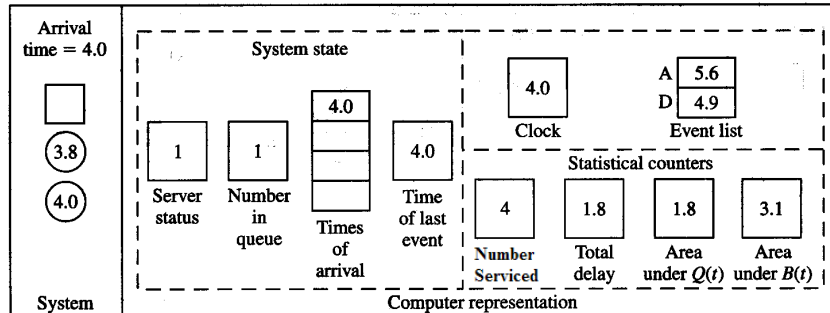 Arrival
time = 4.0
3.8
4.0
System
System state
1
Server
status
1
Number
in
queue
4.0
Times
of
arrival
4.0
Time
of last
event
4.0
Clock
A 5.6
D 4.9
Event list
Statistical counters
4
Number
Serviced
1.8
Total
delay
1.8
Area
under Q(t)
3.1
Area
under B(t)
Computer representation